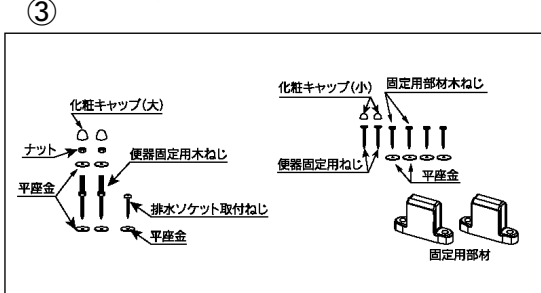 ③
化粧キャップ(大)
ナット
便器固定用木ねじ
平座金
排水ソケット取付ねじ
平座金
化粧キャップ(小)
固定用部材木ねじ
便器固定用ねじ
平座金
固定用部材